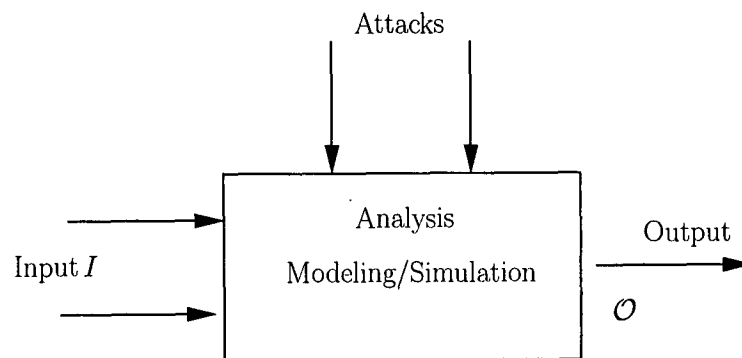 Attacks
Analysis
Modeling/Simulation
Input I
Output
𝒪